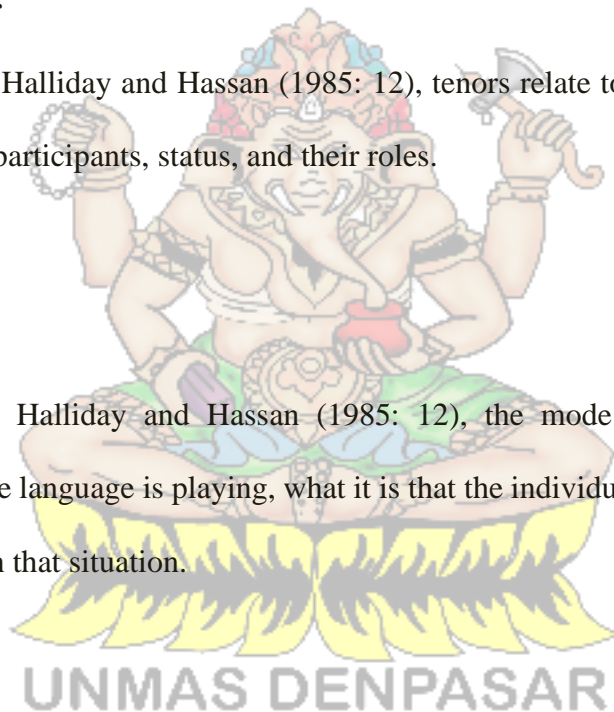 .
Halliday and Hassan (1985: 12), tenors relate to
participants, status, and their roles.
Halliday and Hassan (1985: 12), the mode
e language is playing, what it is that the individu
n that situation.
UNMAS DENPASAR